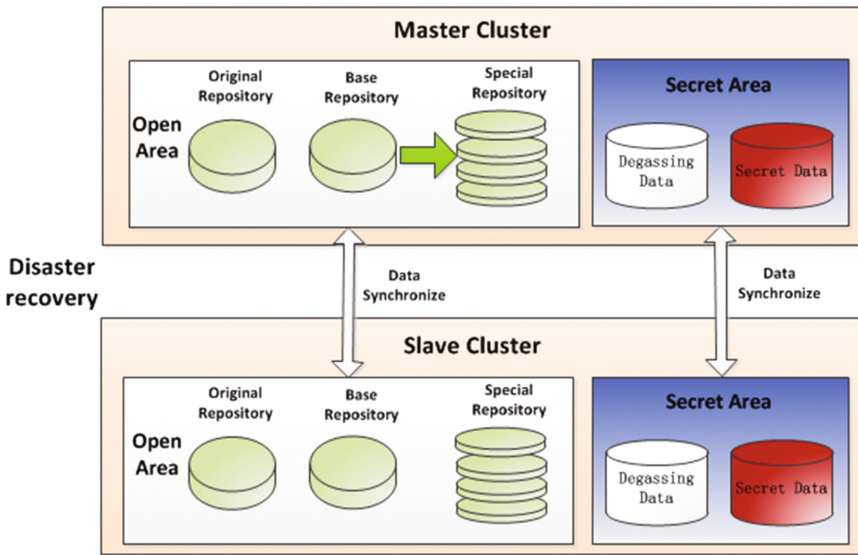 Master Cluster
Original
Repository
Base
Repository
Special
Repository
Open
Area
Secret Area
Degassing
Data
Secret Data
Disaster
recovery
Data
Synchronize
Data
Synchronize
Slave Cluster
Original
Repository
Base
Repository
Special
Repository
Open
Area
Secret Area
Degassing
Data
Secret Data